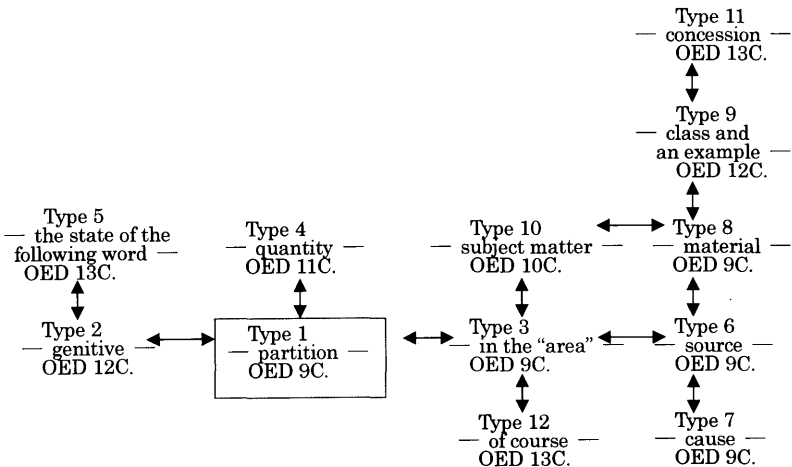 Type 11
— concession —
OED 13C.
Type 9
— class and
an example —
OED 12C.
Type 5
— the state of the
following word —
OED 13C.
Type 4
— quantity —
OED 11C.
Type 10
— subject matter —
OED 10C.
Type 8
— material —
OED 9C.
Type 2
— genitive —
OED 12C.
Type 1
— partition —
OED 9C.
Type 3
— in the “area” —
OED 9C.
Type 6
— source —
OED 9C.
Type 12
— of course —
OED 13C.
Type 7
— cause —
OED 9C.